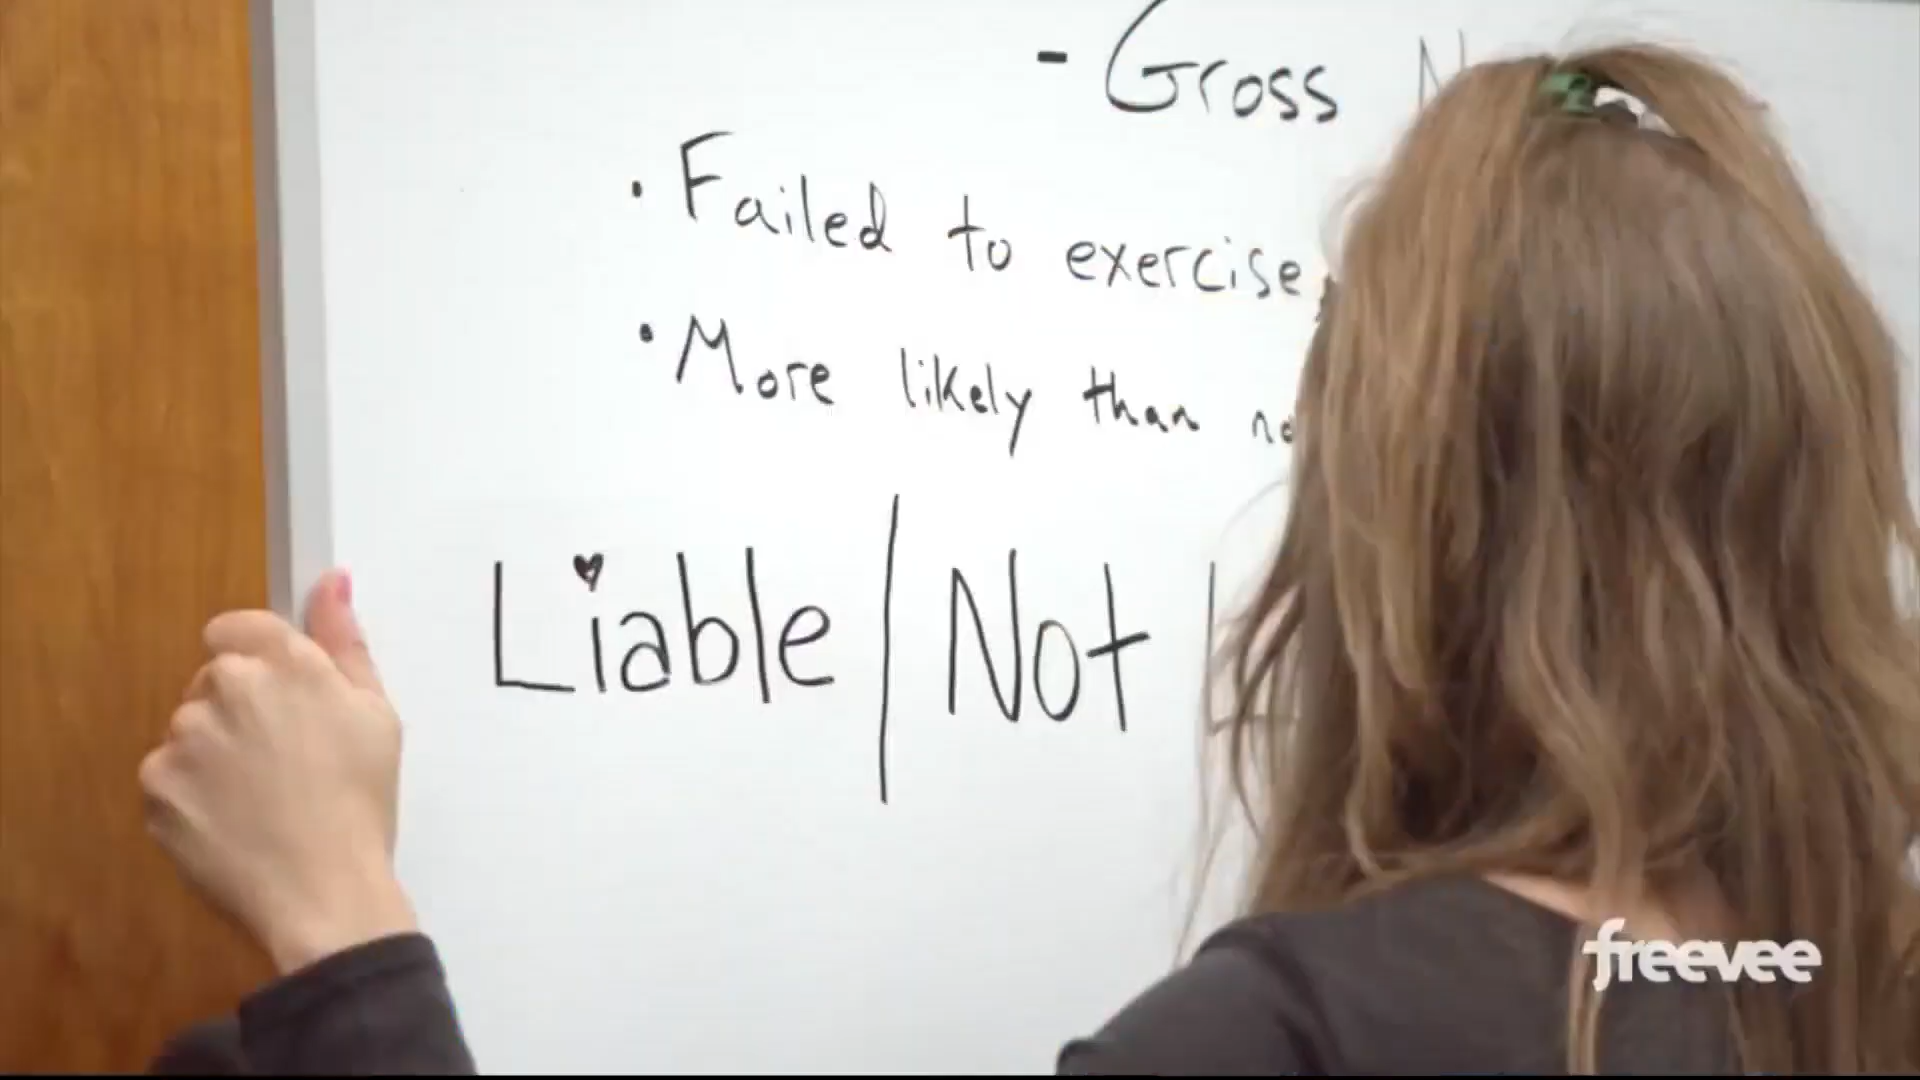 - Gross
• Failed to exercise
• More likely than
Liable / Not
freevee